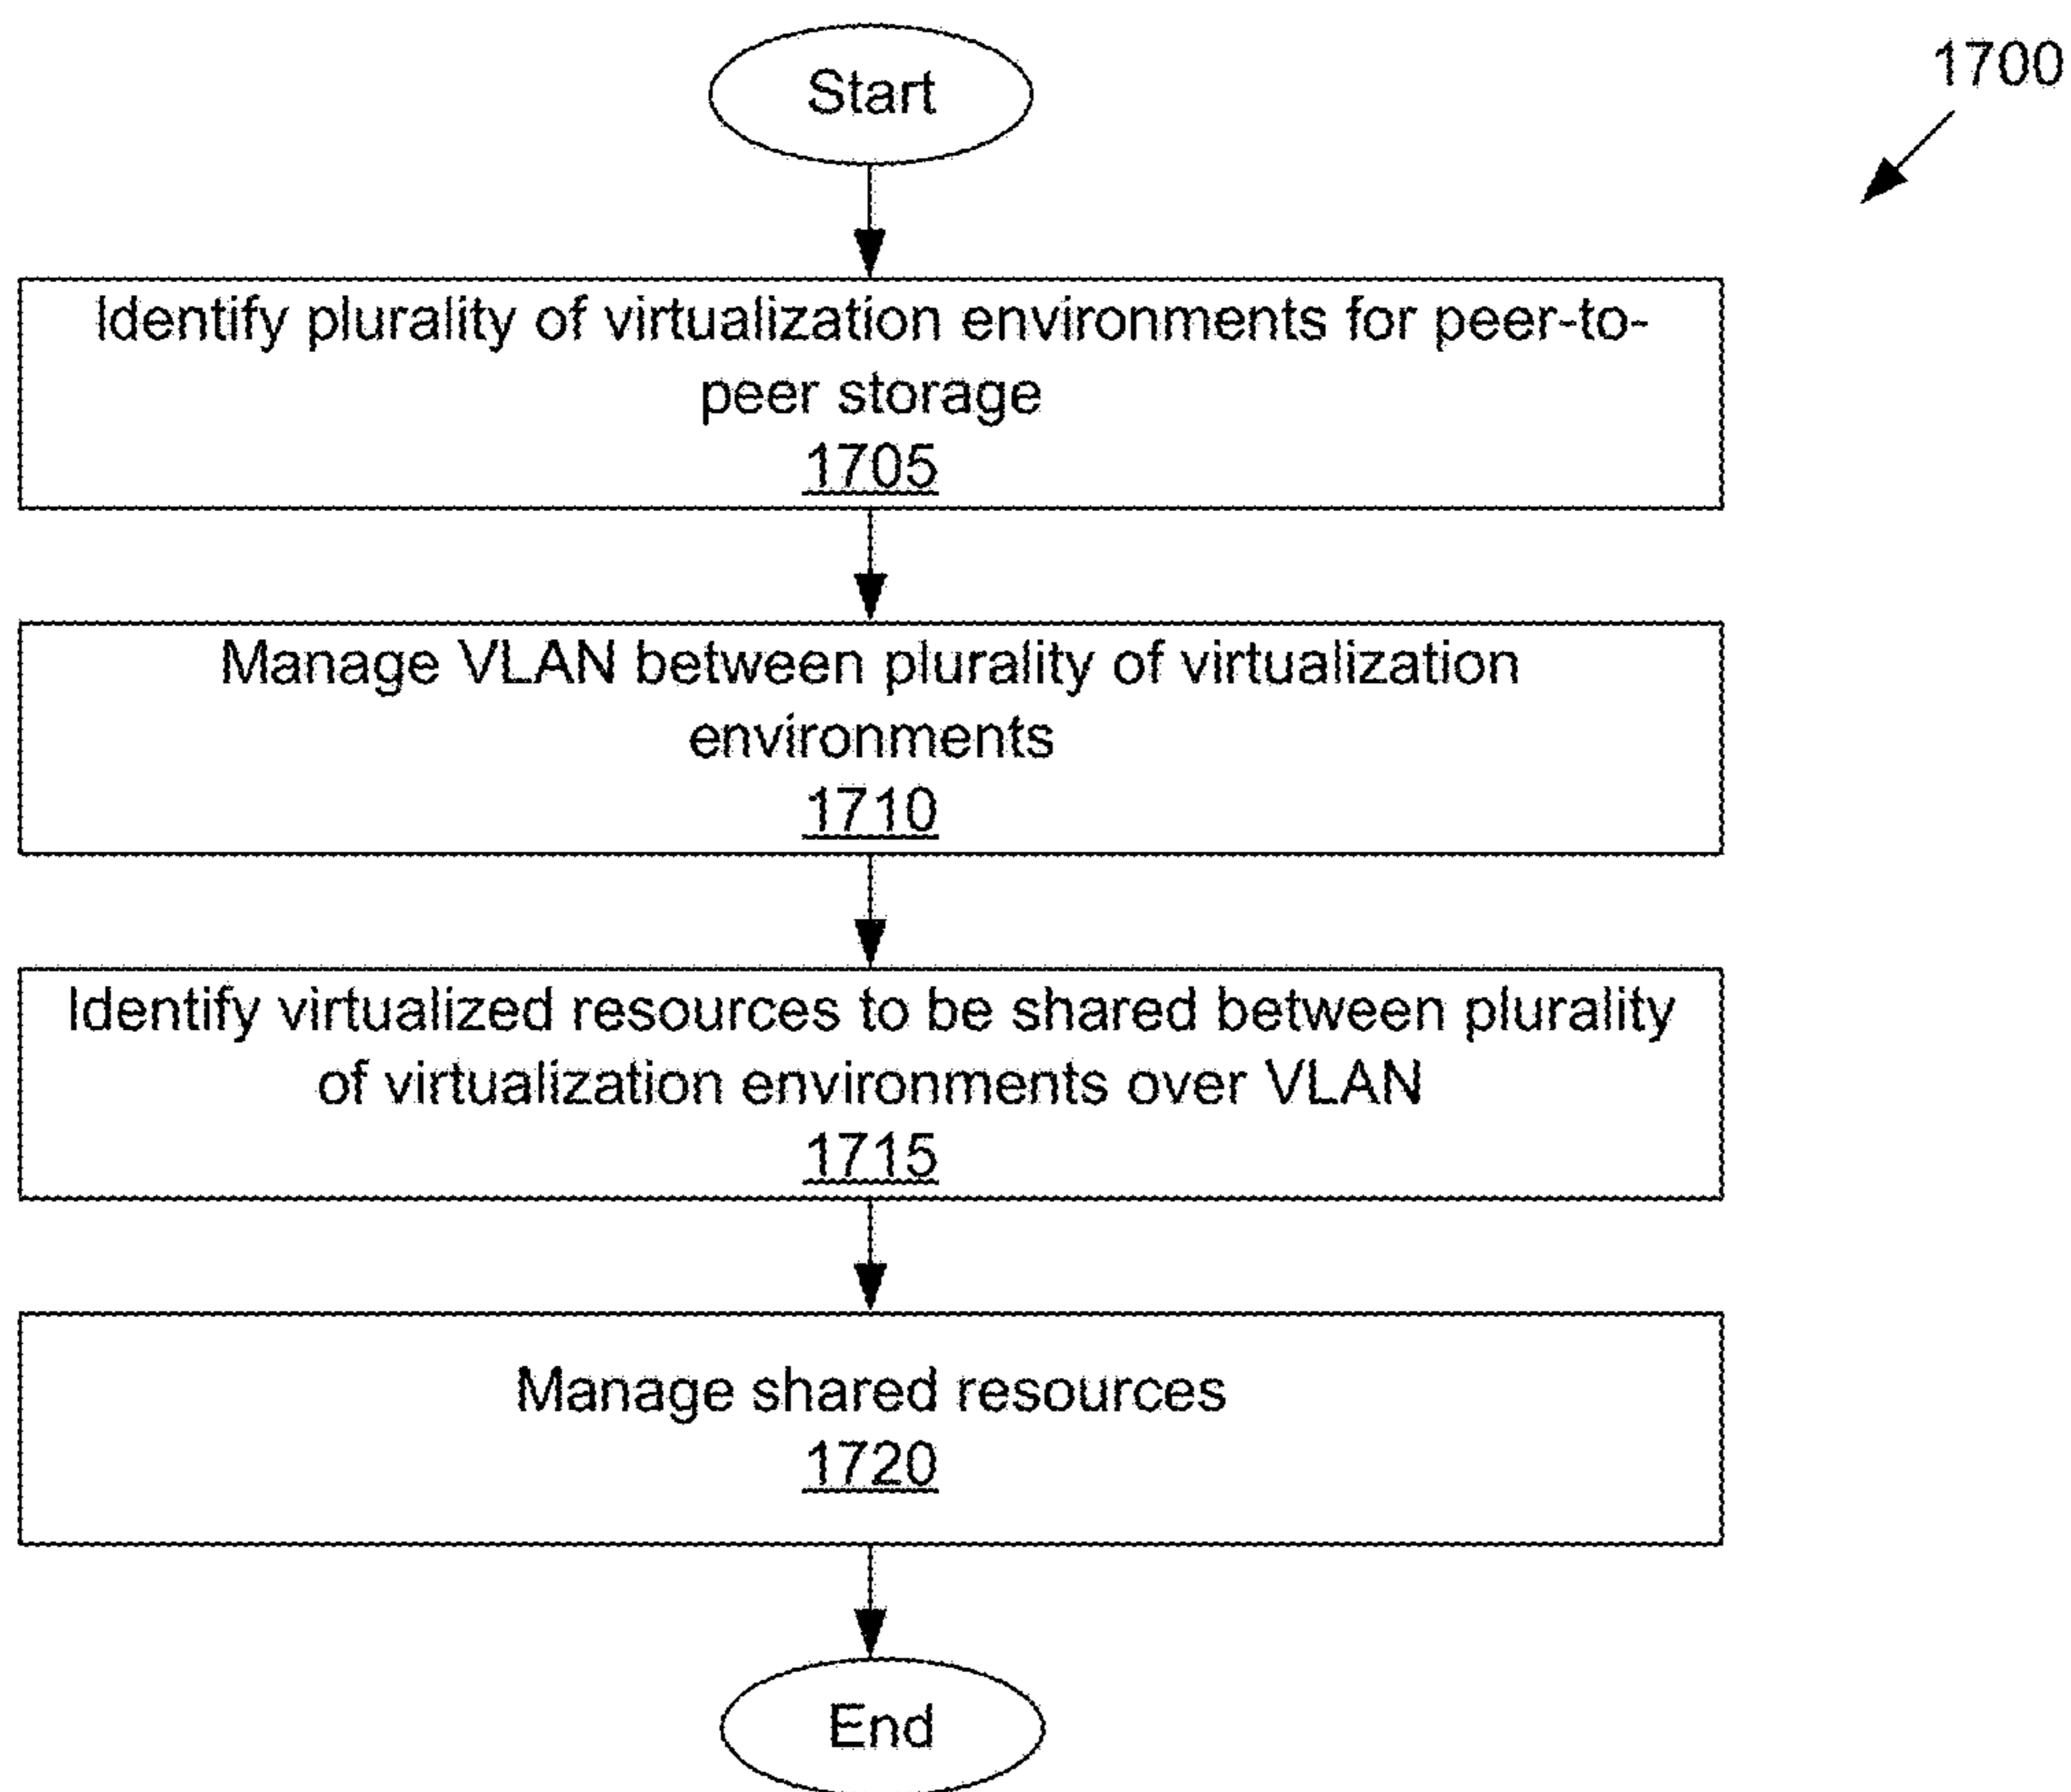 Start
1700
Identify plurality of virtualization environments for peer-to-
peer storage
1705
Manage VLAN between plurality of virtualization
environments
1710
Identify virtualized resources to be shared between plurality
of virtualization environments over VLAN
1715
Manage shared resources
1720
End